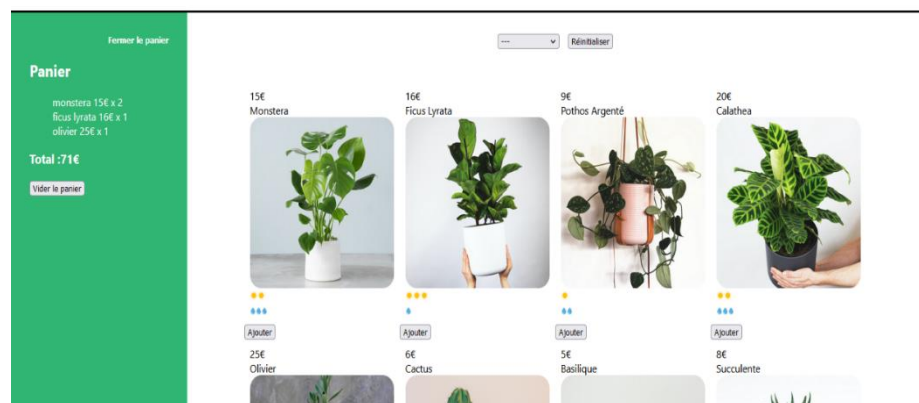 Fermer le panier
Panier
monstera 15€ x 2
ficus lyrata 16€ x 1
olivier 25€ x 1
Total :71€
Vider le panier
---
Réinitialiser
15€
Monstera
Ajouter
16€
Ficus Lyrata
Ajouter
9€
Pothos Argenté
Ajouter
20€
Calathea
Ajouter
25€
Olivier
6€
Cactus
5€
Basilique
8€
Succulente